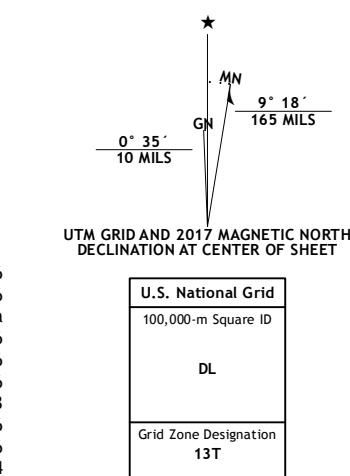 ★
MN
GN
9° 18´
165 MILS
0° 35´
10 MILS
UTM GRID AND 2017 MAGNETIC NORTH
DECLINATION AT CENTER OF SHEET
U.S. National Grid
100,000-m Square ID
DL
Grid Zone Designation
13T